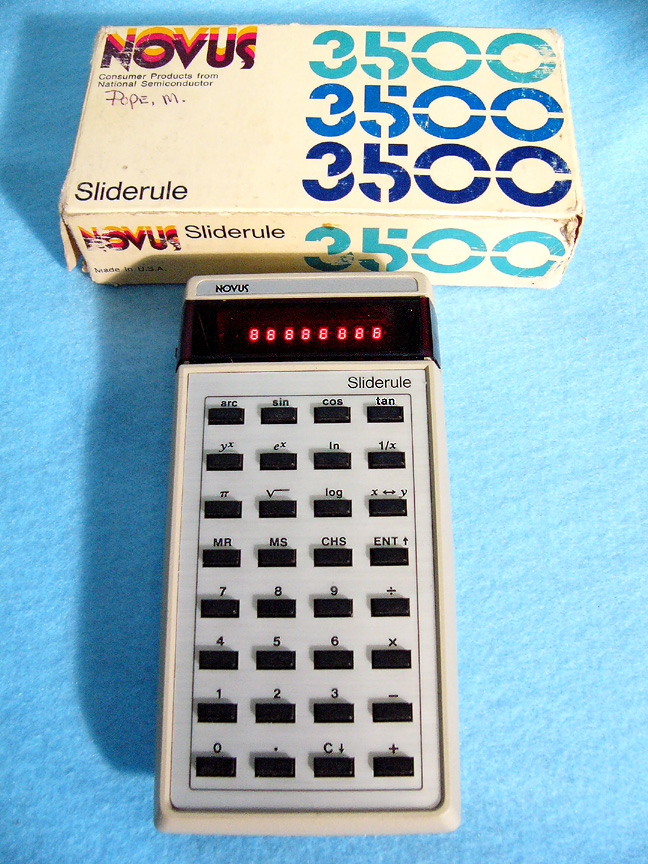 NOVUS
Consumer Products from
National Semiconductor
Pope, M.
3500
3500
3500
Sliderule
NOVUS Sliderule 3500
Made in U.S.A.
NOVUS
88888888
Sliderule
arc sin cos tan
yˣ eˣ ln 1/x
π √ log x ↔ y
MR MS CHS ENT ↑
7 8 9 ÷
4 5 6 ×
1 2 3 −
0 · C ↓ +